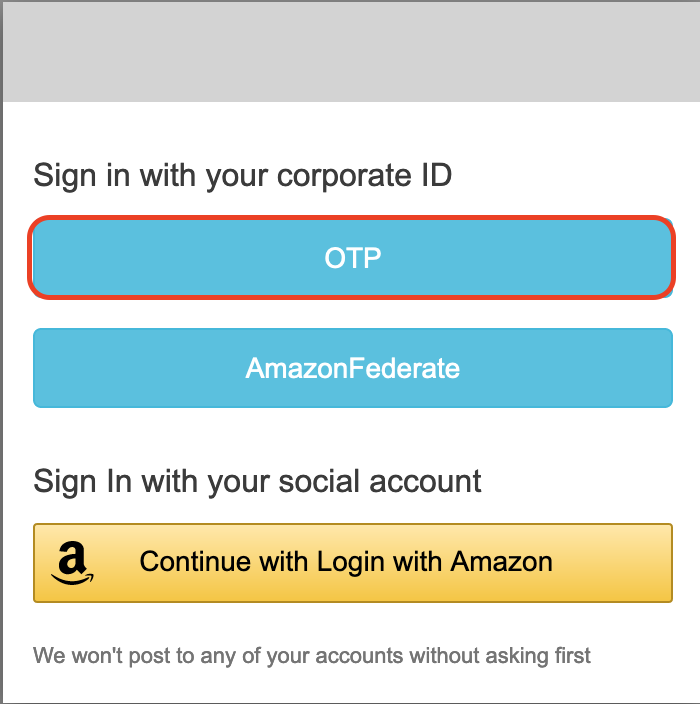 Sign in with your corporate ID
OTP
AmazonFederate
Sign In with your social account
a Continue with Login with Amazon
We won't post to any of your accounts without asking first